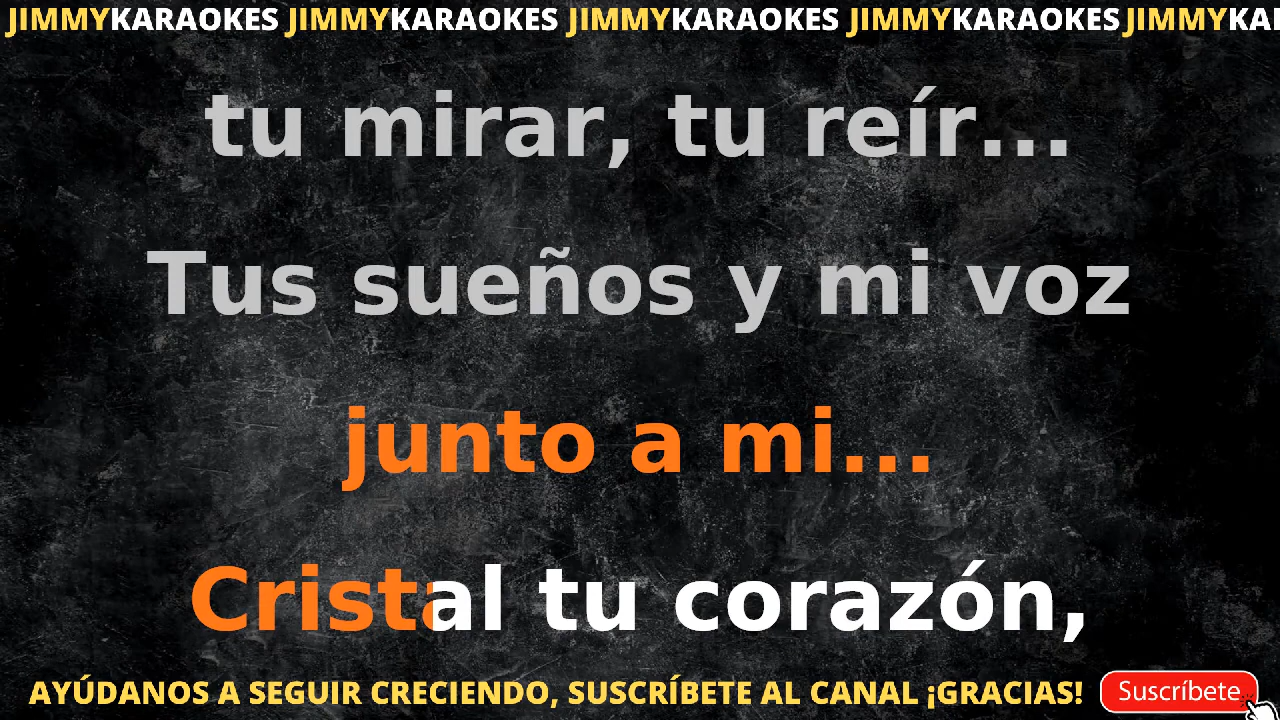 JIMMYKARAOKES JIMMYKARAOKES JIMMYKARAOKES JIMMYKARAOKES JIMMYKA
tu mirar, tu reír...
Tus sueños y mi voz
junto a mi...
Cristal tu corazón,
AYÚDANOS A SEGUIR CRECIENDO, SUSCRÍBETE AL CANAL ¡GRACIAS! Suscríbete